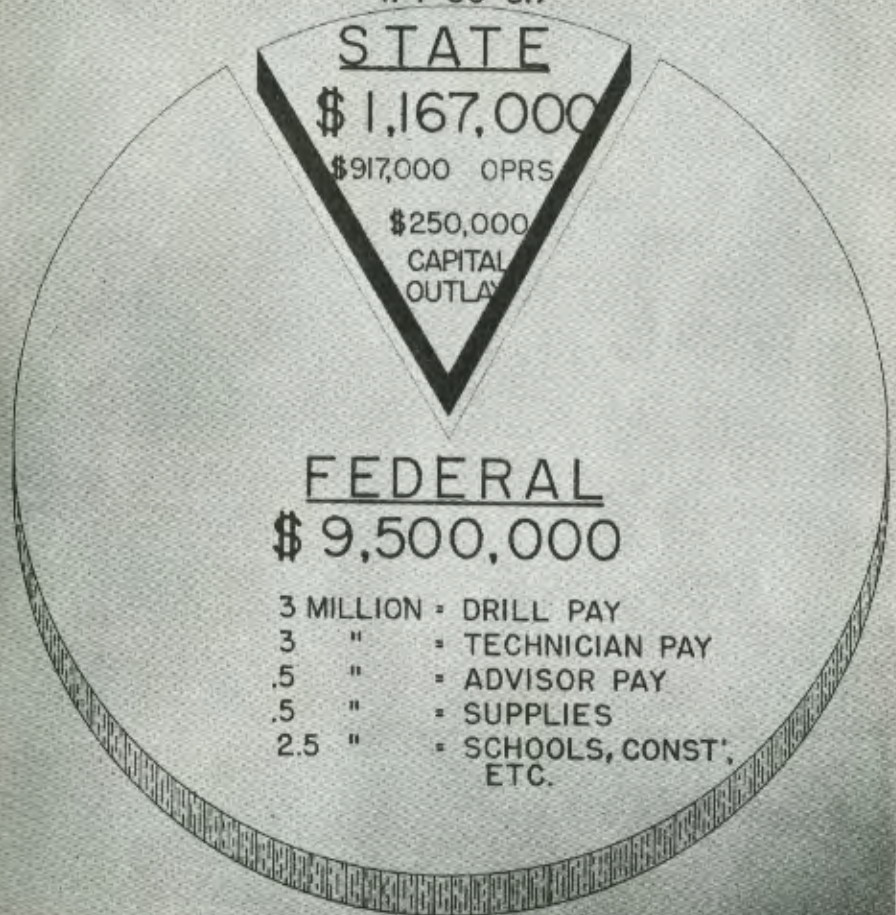 STATE
$1,167,000
$917,000 OPRS
$250,000
CAPITAL
OUTLAY
FEDERAL
$9,500,000
3 MILLION = DRILL PAY
3 " = TECHNICIAN PAY
.5 " = ADVISOR PAY
.5 " = SUPPLIES
2.5 " = SCHOOLS, CONST',
ETC.